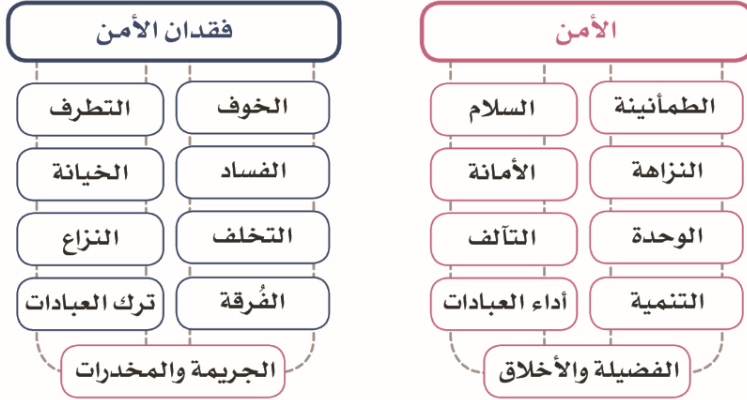 الأمن
الطمأنينة
السلام
النزاهة
الأمانة
الوحدة
التآلف
التنمية
أداء العبادات
الفضيلة والأخلاق
فقدان الأمن
الخوف
التطرف
الفساد
الخيانة
التخلف
النزاع
الفُرقة
ترك العبادات
الجريمة والمخدرات